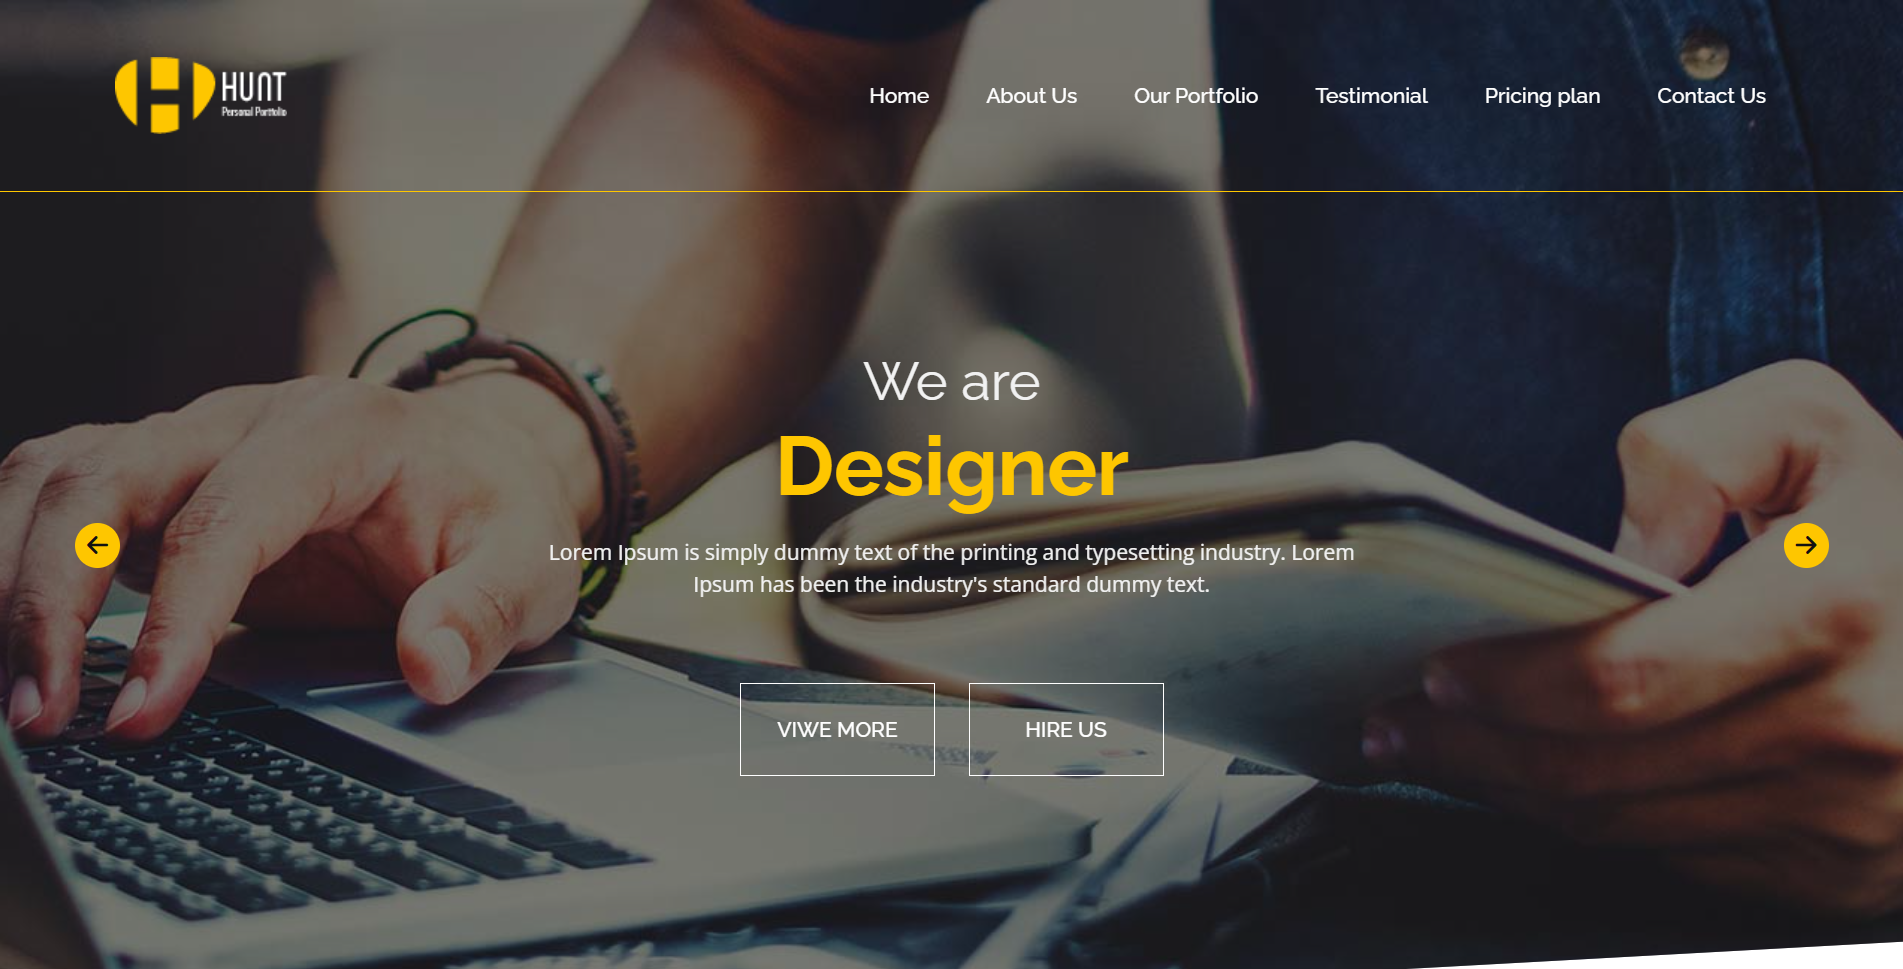 HUNT
Personal Portfolio
Home About Us Our Portfolio Testimonial Pricing plan Contact Us
We are
Designer
Lorem Ipsum is simply dummy text of the printing and typesetting industry. Lorem
Ipsum has been the industry's standard dummy text.
VIWE MORE HIRE US